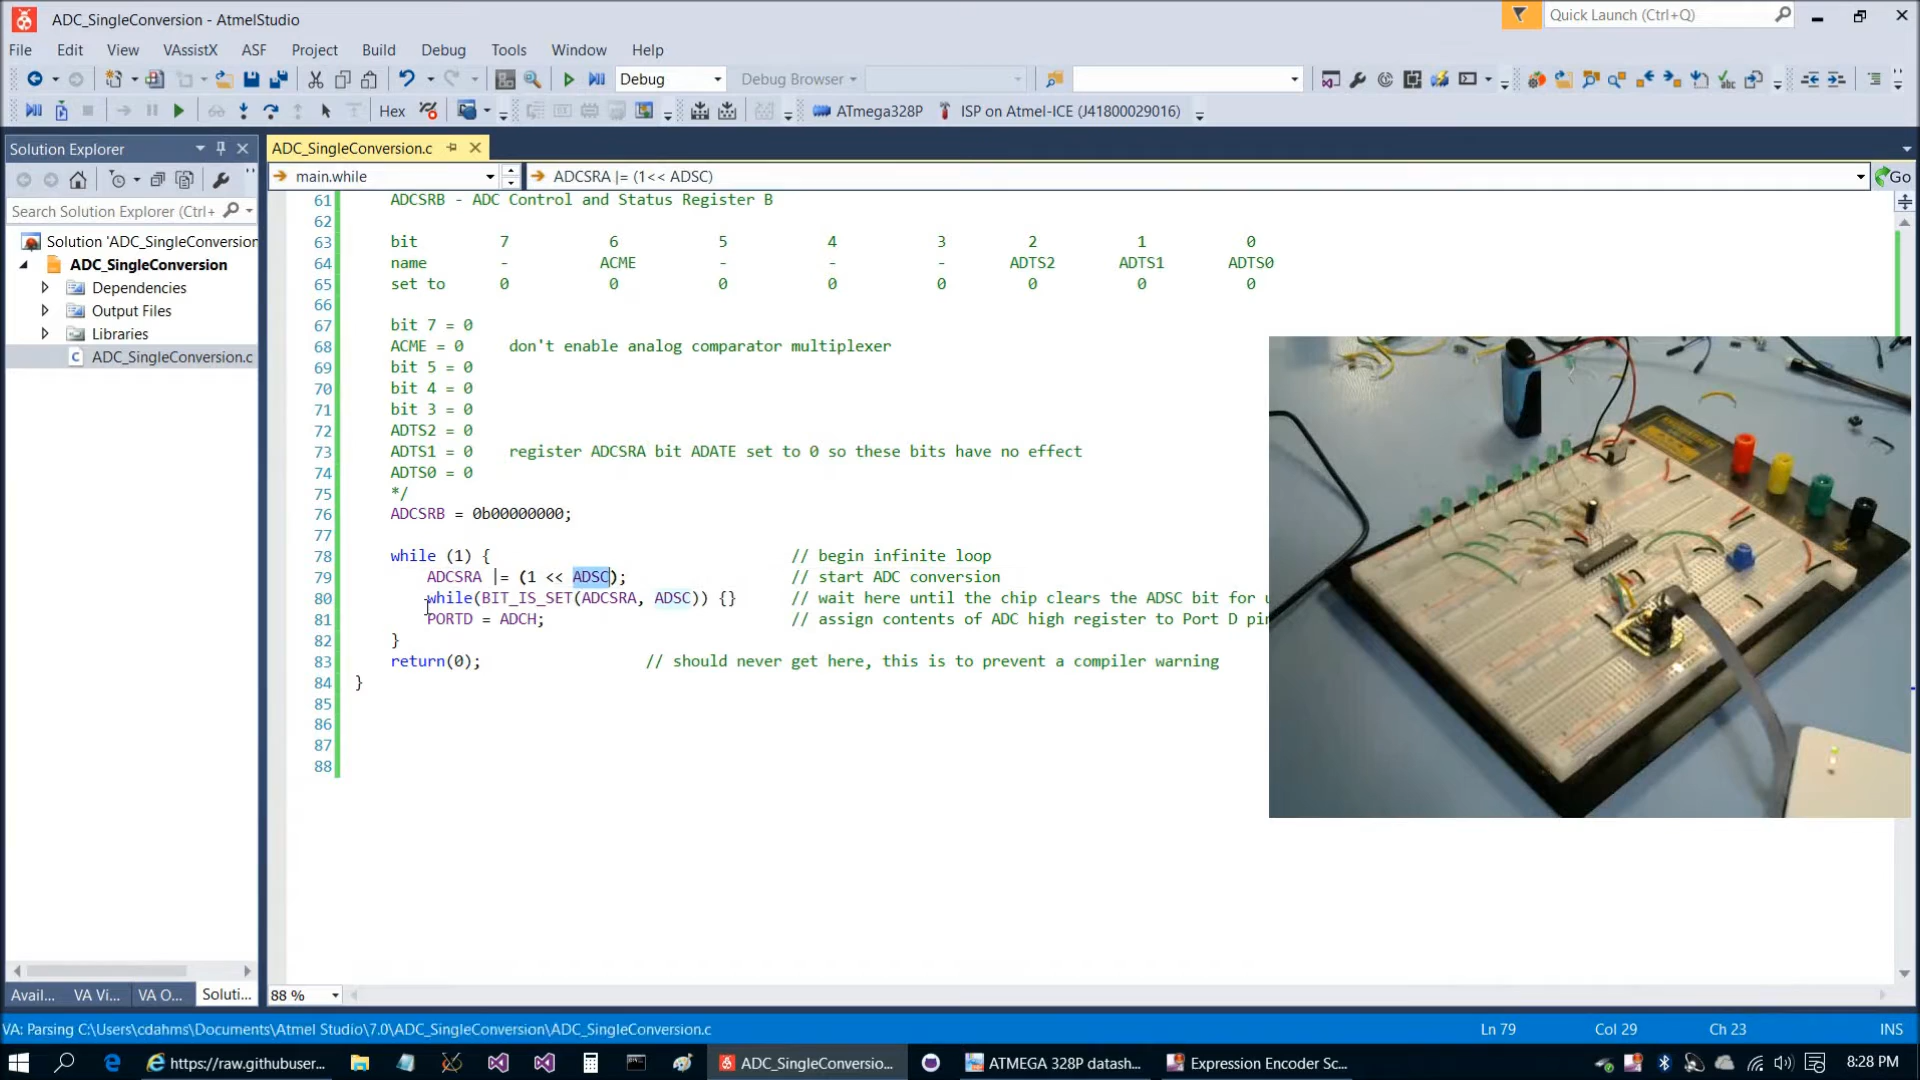 ADC_SingleConversion - AtmelStudio
Quick Launch (Ctrl+Q)
File Edit View VAssistX ASF Project Build Debug Tools Window Help
Debug Debug Browser
Hex ATmega328P ISP on Atmel-ICE (J41800029016)
Solution Explorer
ADC_SingleConversion.c
main.while
ADCSRA |= (1<< ADSC)
Go
Search Solution Explorer (Ctrl+
Solution 'ADC_SingleConversion
ADC_SingleConversion
Dependencies
Output Files
Libraries
ADC_SingleConversion.c
61 ADCSRB - ADC Control and Status Register B
62
63 bit 7 6 5 4 3 2 1 0
64 name - ACME - - - ADTS2 ADTS1 ADTS0
65 set to 0 0 0 0 0 0 0 0
66
67 bit 7 = 0
68 ACME = 0 don't enable analog comparator multiplexer
69 bit 5 = 0
70 bit 4 = 0
71 bit 3 = 0
72 ADTS2 = 0
73 ADTS1 = 0 register ADCSRA bit ADATE set to 0 so these bits have no effect
74 ADTS0 = 0
75 */
76 ADCSRB = 0b00000000;
77
78 while (1) { // begin infinite loop
79 ADCSRA |= (1 << ADSC); // start ADC conversion
80 while(BIT_IS_SET(ADCSRA, ADSC)) {} // wait here until the chip clears the ADSC bit for u
81 PORTD = ADCH; // assign contents of ADC high register to Port D pin
82 }
83 return(0); // should never get here, this is to prevent a compiler warning
84 }
85
86
87
88
Avail... VA Vi... VA O... Soluti...
88 %
VA: Parsing C:\Users\cdahms\Documents\Atmel Studio\7.0\ADC_SingleConversion\ADC_SingleConversion.c
Ln 79 Col 29 Ch 23 INS
https://raw.githubuser...
ADC_SingleConversio...
ATMEGA 328P datash...
Expression Encoder Sc...
8:28 PM